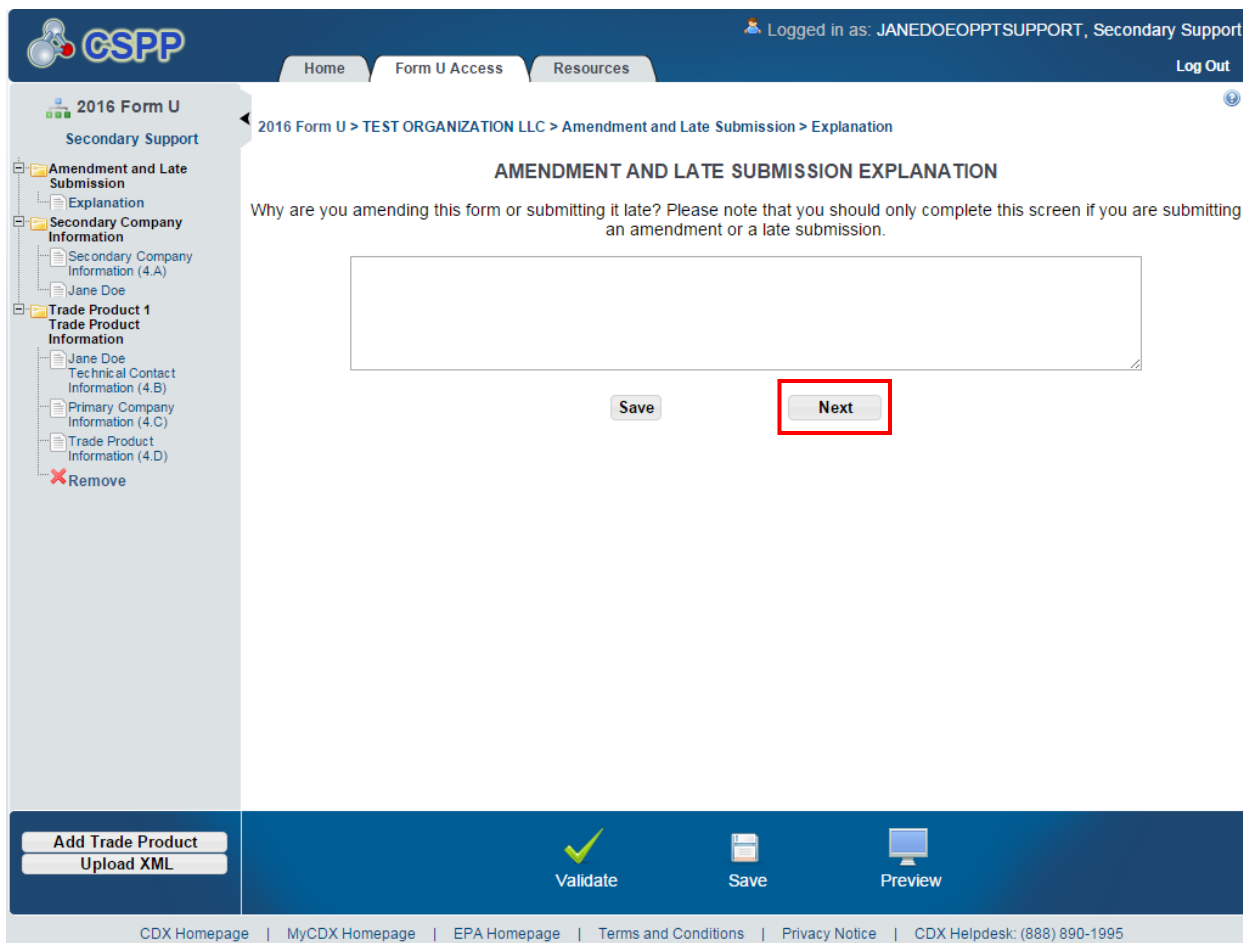 CSPP
Logged in as: JANEDOEOPPTSUPPORT, Secondary Support
Home
Form U Access
Resources
Log Out
2016 Form U
Secondary Support
Amendment and Late
Submission
Explanation
Secondary Company
Information
Secondary Company
Information (4.A)
Jane Doe
Trade Product 1
Trade Product
Information
Jane Doe
Technical Contact
Information (4.B)
Primary Company
Information (4.C)
Trade Product
Information (4.D)
Remove
2016 Form U > TEST ORGANIZATION LLC > Amendment and Late Submission > Explanation
AMENDMENT AND LATE SUBMISSION EXPLANATION
Why are you amending this form or submitting it late? Please note that you should only complete this screen if you are submitting
an amendment or a late submission.
Save
Next
Add Trade Product
Upload XML
Validate
Save
Preview
CDX Homepage | MyCDX Homepage | EPA Homepage | Terms and Conditions | Privacy Notice | CDX Helpdesk: (888) 890-1995